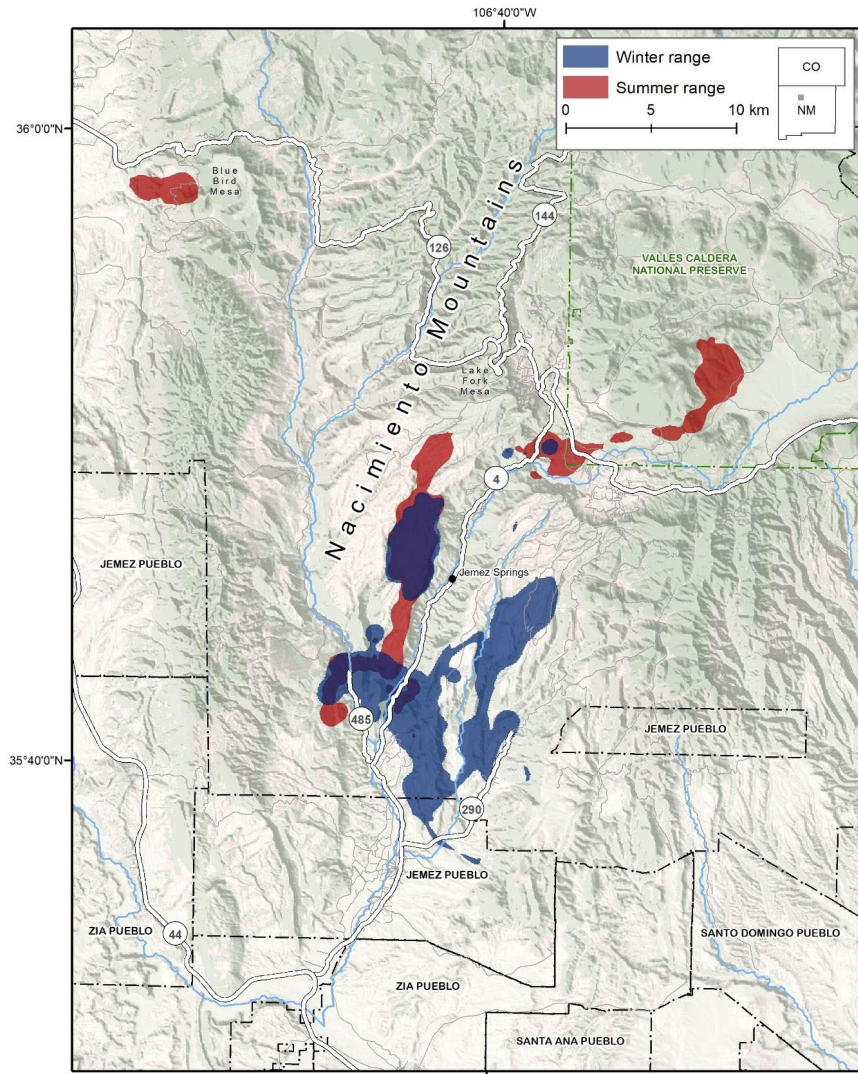 106°40'0"W
Winter range
Summer range
0 5 10 km
CO
NM
36°0'0"N
Blue
Bird
Mesa
144
126
Nacimiento Mountains
VALLES CALDERA
NATIONAL PRESERVE
Lake
Fork
Mesa
4
JEMEZ PUEBLO
Jemez Springs
485
JEMEZ PUEBLO
35°40'0"N
290
JEMEZ PUEBLO
44
ZIA PUEBLO
SANTO DOMINGO PUEBLO
ZIA PUEBLO
SANTA ANA PUEBLO